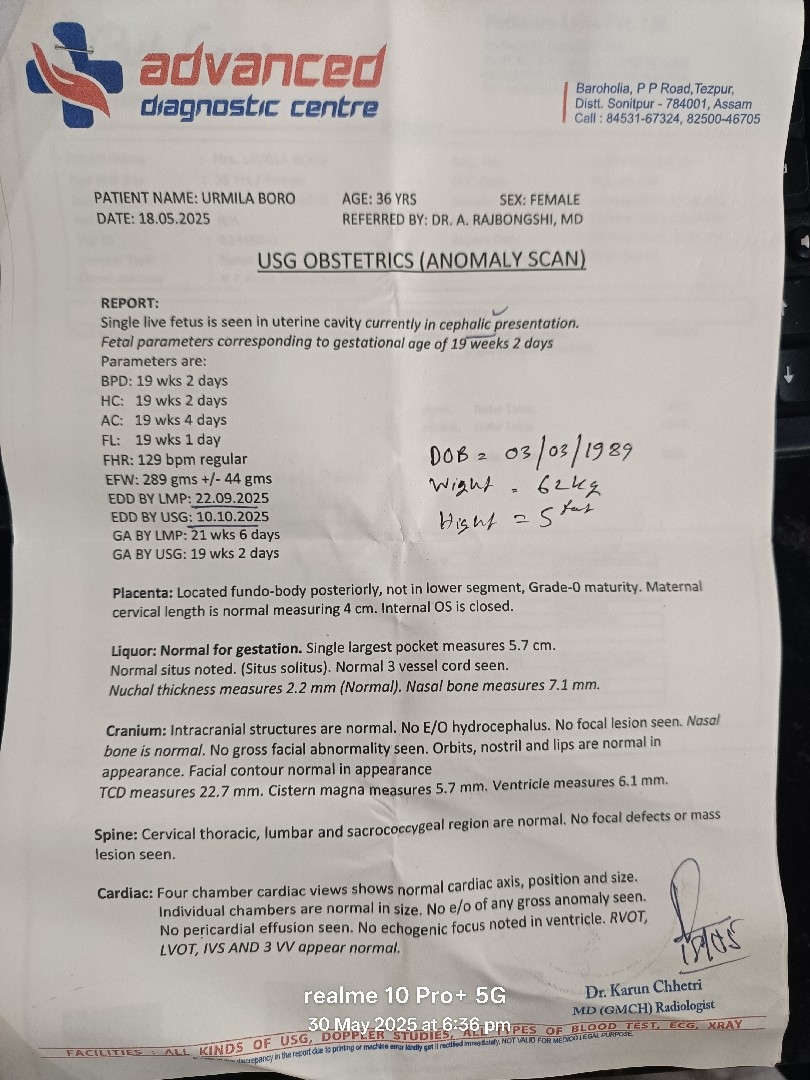 advanced
diagnostic centre
Baroholia, P P Road, Tezpur,
Distt. Sonitpur - 784001, Assam
Call : 84531-67324, 82500-46705
PATIENT NAME: URMILA BORO AGE: 36 YRS SEX: FEMALE
DATE: 18.05.2025 REFERRED BY: DR. A. RAJBONGSHI, MD
USG OBSTETRICS (ANOMALY SCAN)
REPORT:
Single live fetus is seen in uterine cavity currently in cephalic presentation.
Fetal parameters corresponding to gestational age of 19 weeks 2 days
Parameters are:
BPD: 19 wks 2 days
HC: 19 wks 2 days
AC: 19 wks 4 days
FL: 19 wks 1 day
FHR: 129 bpm regular
EFW: 289 gms +/- 44 gms
EDD BY LMP: 22.09.2025
EDD BY USG: 10.10.2025
GA BY LMP: 21 wks 6 days
GA BY USG: 19 wks 2 days
DOB = 03/03/1989
Wight = 62kg
Hight = 5 feet
Placenta: Located fundo-body posteriorly, not in lower segment, Grade-0 maturity. Maternal
cervical length is normal measuring 4 cm. Internal OS is closed.
Liquor: Normal for gestation. Single largest pocket measures 5.7 cm.
Normal situs noted. (Situs solitus). Normal 3 vessel cord seen.
Nuchal thickness measures 2.2 mm (Normal). Nasal bone measures 7.1 mm.
Cranium: Intracranial structures are normal. No E/O hydrocephalus. No focal lesion seen. Nasal
bone is normal. No gross facial abnormality seen. Orbits, nostril and lips are normal in
appearance. Facial contour normal in appearance
TCD measures 22.7 mm. Cistern magna measures 5.7 mm. Ventricle measures 6.1 mm.
Spine: Cervical thoracic, lumbar and sacrococcygeal region are normal. No focal defects or mass
lesion seen.
Cardiac: Four chamber cardiac views shows normal cardiac axis, position and size.
Individual chambers are normal in size. No e/o of any gross anomaly seen.
No pericardial effusion seen. No echogenic focus noted in ventricle. RVOT,
LVOT, IVS AND 3 VV appear normal.
Dr. Karun Chhetri
MD (GMCH) Radiologist
realme 10 Pro+ 5G
30 May 2025 at 6:36 pm
FACILITIES : ALL KINDS OF USG, DOPPLER STUDIES, ALL TYPES OF BLOOD TEST, ECG, XRAY
discrepancy in the report due to printing or machine error kindly get it rectified immediately. NOT VALID FOR MEDICO LEGAL PURPOSE.